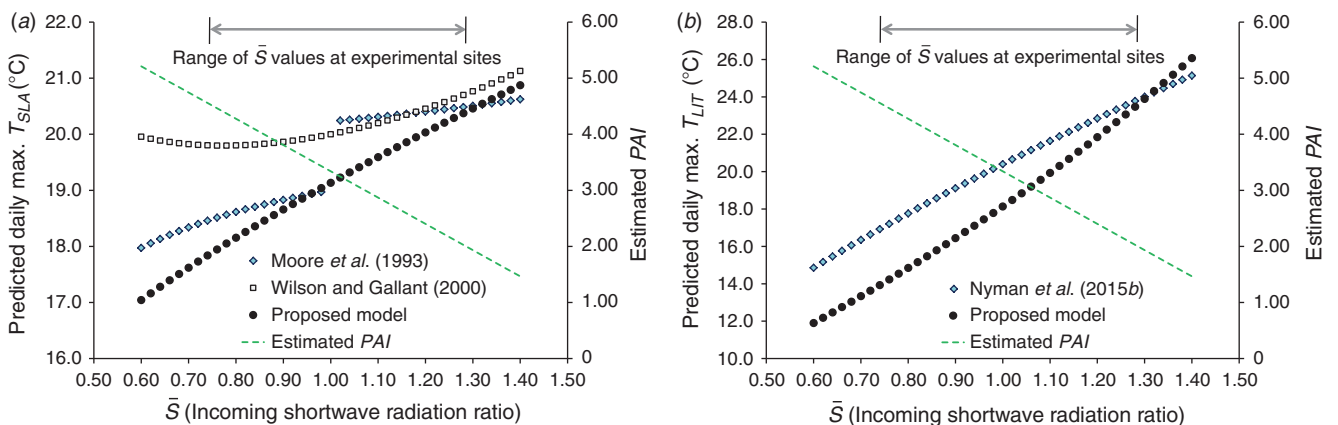 (a)
22.0
21.0
20.0
19.0
18.0
17.0
16.0
Predicted daily max. T_SLA (°C)
Range of S̄ values at experimental sites
Moore et al. (1993)
Wilson and Gallant (2000)
Proposed model
Estimated PAI
6.00
5.00
4.00
3.00
2.00
1.00
0
Estimated PAI
0.50 0.60 0.70 0.80 0.90 1.00 1.10 1.20 1.30 1.40 1.50
S̄ (Incoming shortwave radiation ratio)
(b)
28.0
26.0
24.0
22.0
20.0
18.0
16.0
14.0
12.0
10.0
Predicted daily max. T_LIT (°C)
Range of S̄ values at experimental sites
Nyman et al. (2015b)
Proposed model
Estimated PAI
6.00
5.00
4.00
3.00
2.00
1.00
0
Estimated PAI
0.50 0.60 0.70 0.80 0.90 1.00 1.10 1.20 1.30 1.40 1.50
S̄ (Incoming shortwave radiation ratio)